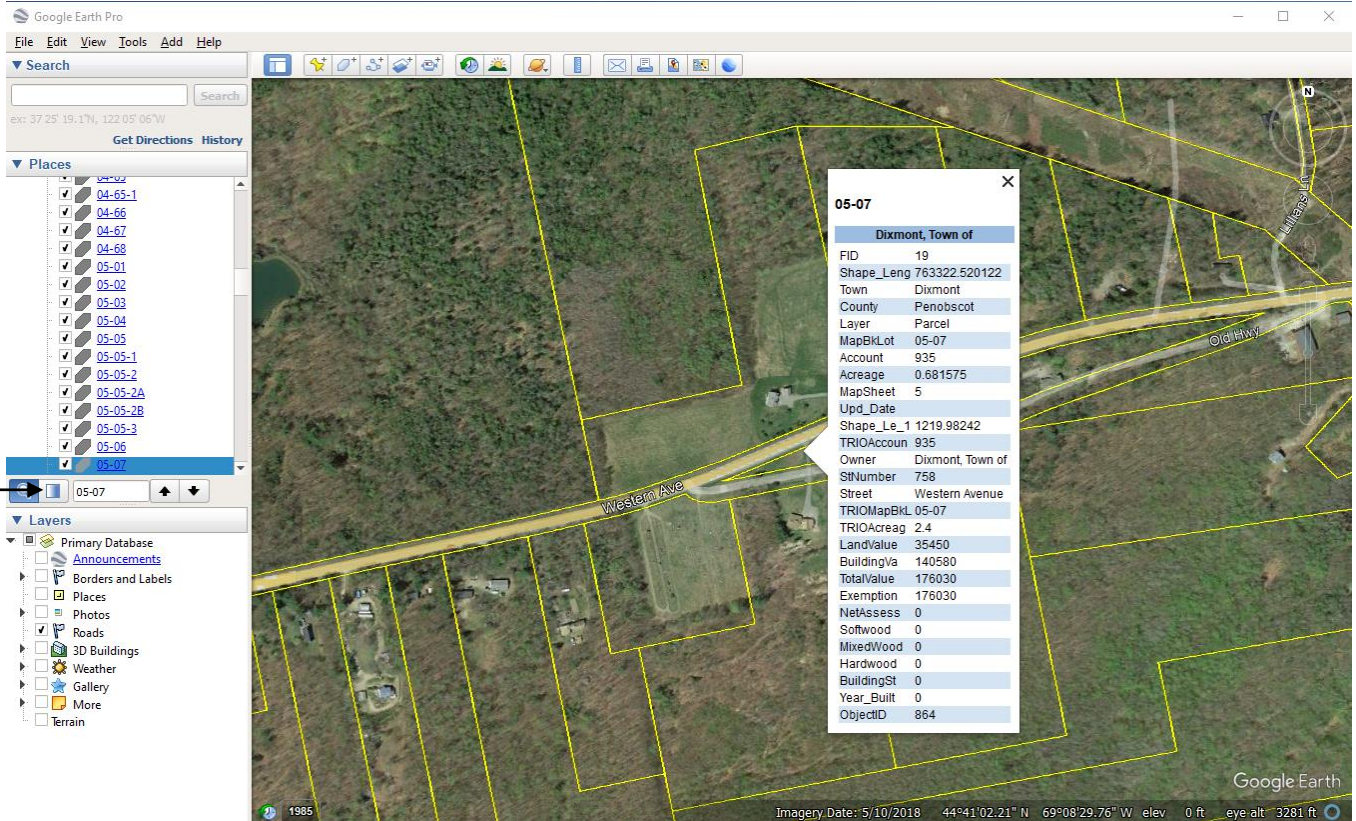 Google Earth Pro
File Edit View Tools Add Help
Search
Search
ex: 37 25' 19.1"N, 122 05' 06"W
Get Directions History
Places
04-65-1
04-66
04-67
04-68
05-01
05-02
05-03
05-04
05-05
05-05-1
05-05-2
05-05-2A
05-05-2B
05-05-3
05-06
05-07
05-07
Layers
Primary Database
Announcements
Borders and Labels
Places
Photos
Roads
3D Buildings
Weather
Gallery
More
Terrain
N
Lillians Ln
Old Hwy
Western Ave
05-07
Dixmont, Town of
FID 19
Shape_Leng 763322.520122
Town Dixmont
County Penobscot
Layer Parcel
MapBkLot 05-07
Account 935
Acreage 0.681575
MapSheet 5
Upd_Date
Shape_Le_1 1219.98242
TRIOAccoun 935
Owner Dixmont, Town of
StNumber 758
Street Western Avenue
TRIOMapBkL 05-07
TRIOAcreag 2.4
LandValue 35450
BuildingVa 140580
TotalValue 176030
Exemption 176030
NetAssess 0
Softwood 0
MixedWood 0
Hardwood 0
BuildingSt 0
Year_Built 0
ObjectID 864
Google Earth
1985
Imagery Date: 5/10/2018 44°41'02.21" N 69°08'29.76" W elev 0 ft eye alt 3281 ft